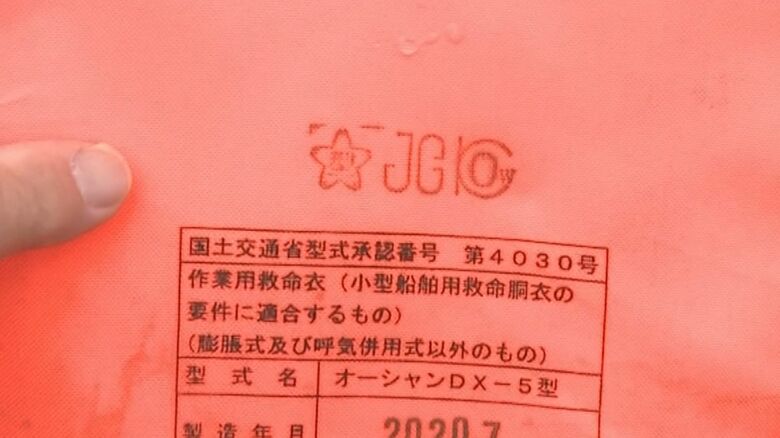 JG
国土交通省型式承認番号 第4030号
作業用救命衣(小型船舶用救命胴衣の
要件に適合するもの)
(膨脹式及び呼気併用式以外のもの)
型式名 オーシャンDX-5型
製造年月 2020.7